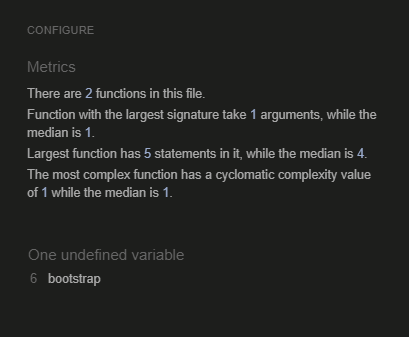 CONFIGURE
Metrics
There are 2 functions in this file.
Function with the largest signature take 1 arguments, while the
median is 1.
Largest function has 5 statements in it, while the median is 4.
The most complex function has a cyclomatic complexity value
of 1 while the median is 1.
One undefined variable
6 bootstrap